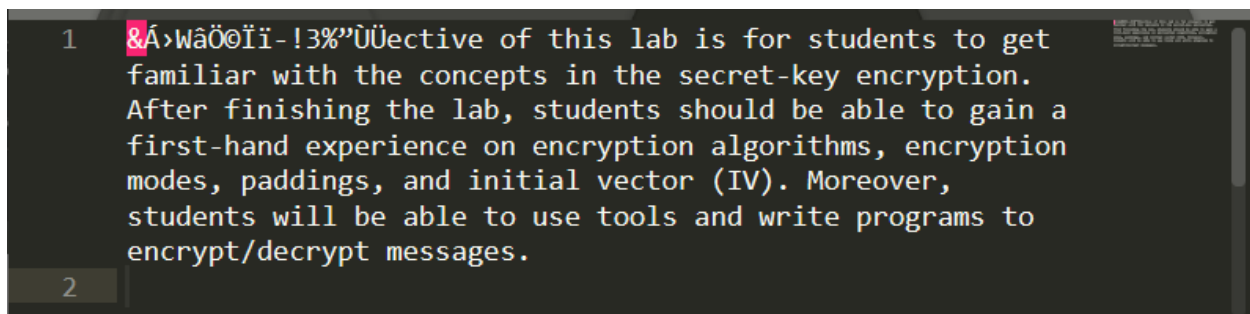 1 &Á›WâÖ©Ïï-!3%”ÙÜective of this lab is for students to get
familiar with the concepts in the secret-key encryption.
After finishing the lab, students should be able to gain a
first-hand experience on encryption algorithms, encryption
modes, paddings, and initial vector (IV). Moreover,
students will be able to use tools and write programs to
encrypt/decrypt messages.
2